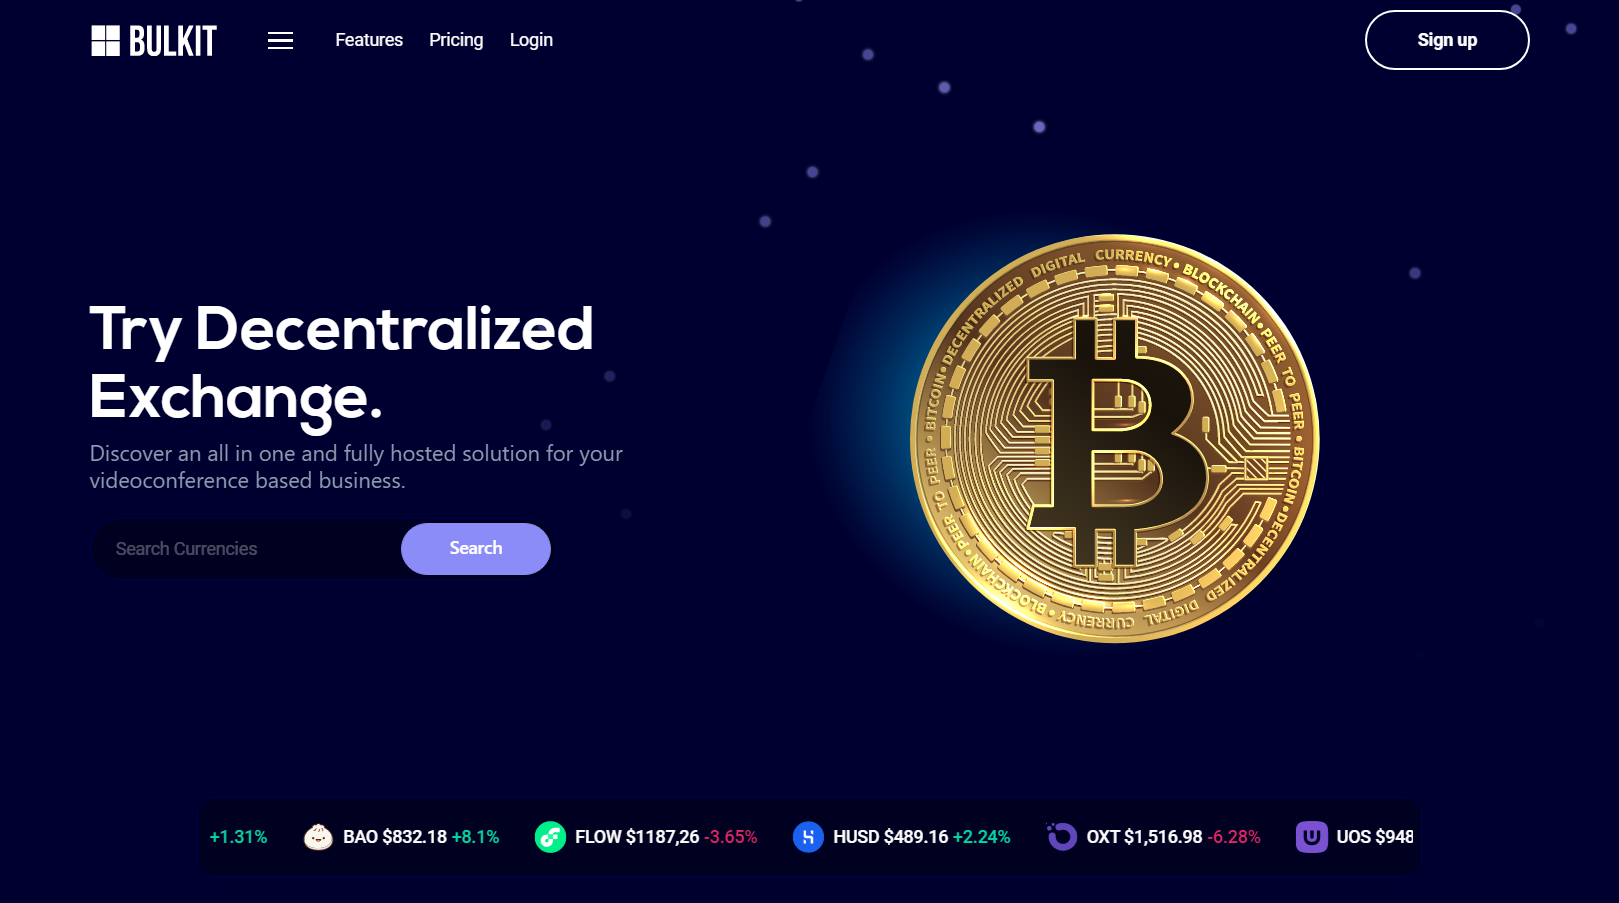 BULKIT
Features Pricing Login
Sign up
Try Decentralized
Exchange.
Discover an all in one and fully hosted solution for your
videoconference based business.
Search Currencies
Search
BITCOIN • DECENTRALIZED DIGITAL CURRENCY • BLOCKCHAIN • PEER TO PEER • BITCOIN • DECENTRALIZED DIGITAL CURRENCY • BLOCKCHAIN • PEER TO PEER •
+1.31%
BAO $832.18 +8.1%
FLOW $1187,26 -3.65%
HUSD $489.16 +2.24%
OXT $1,516.98 -6.28%
UOS $948